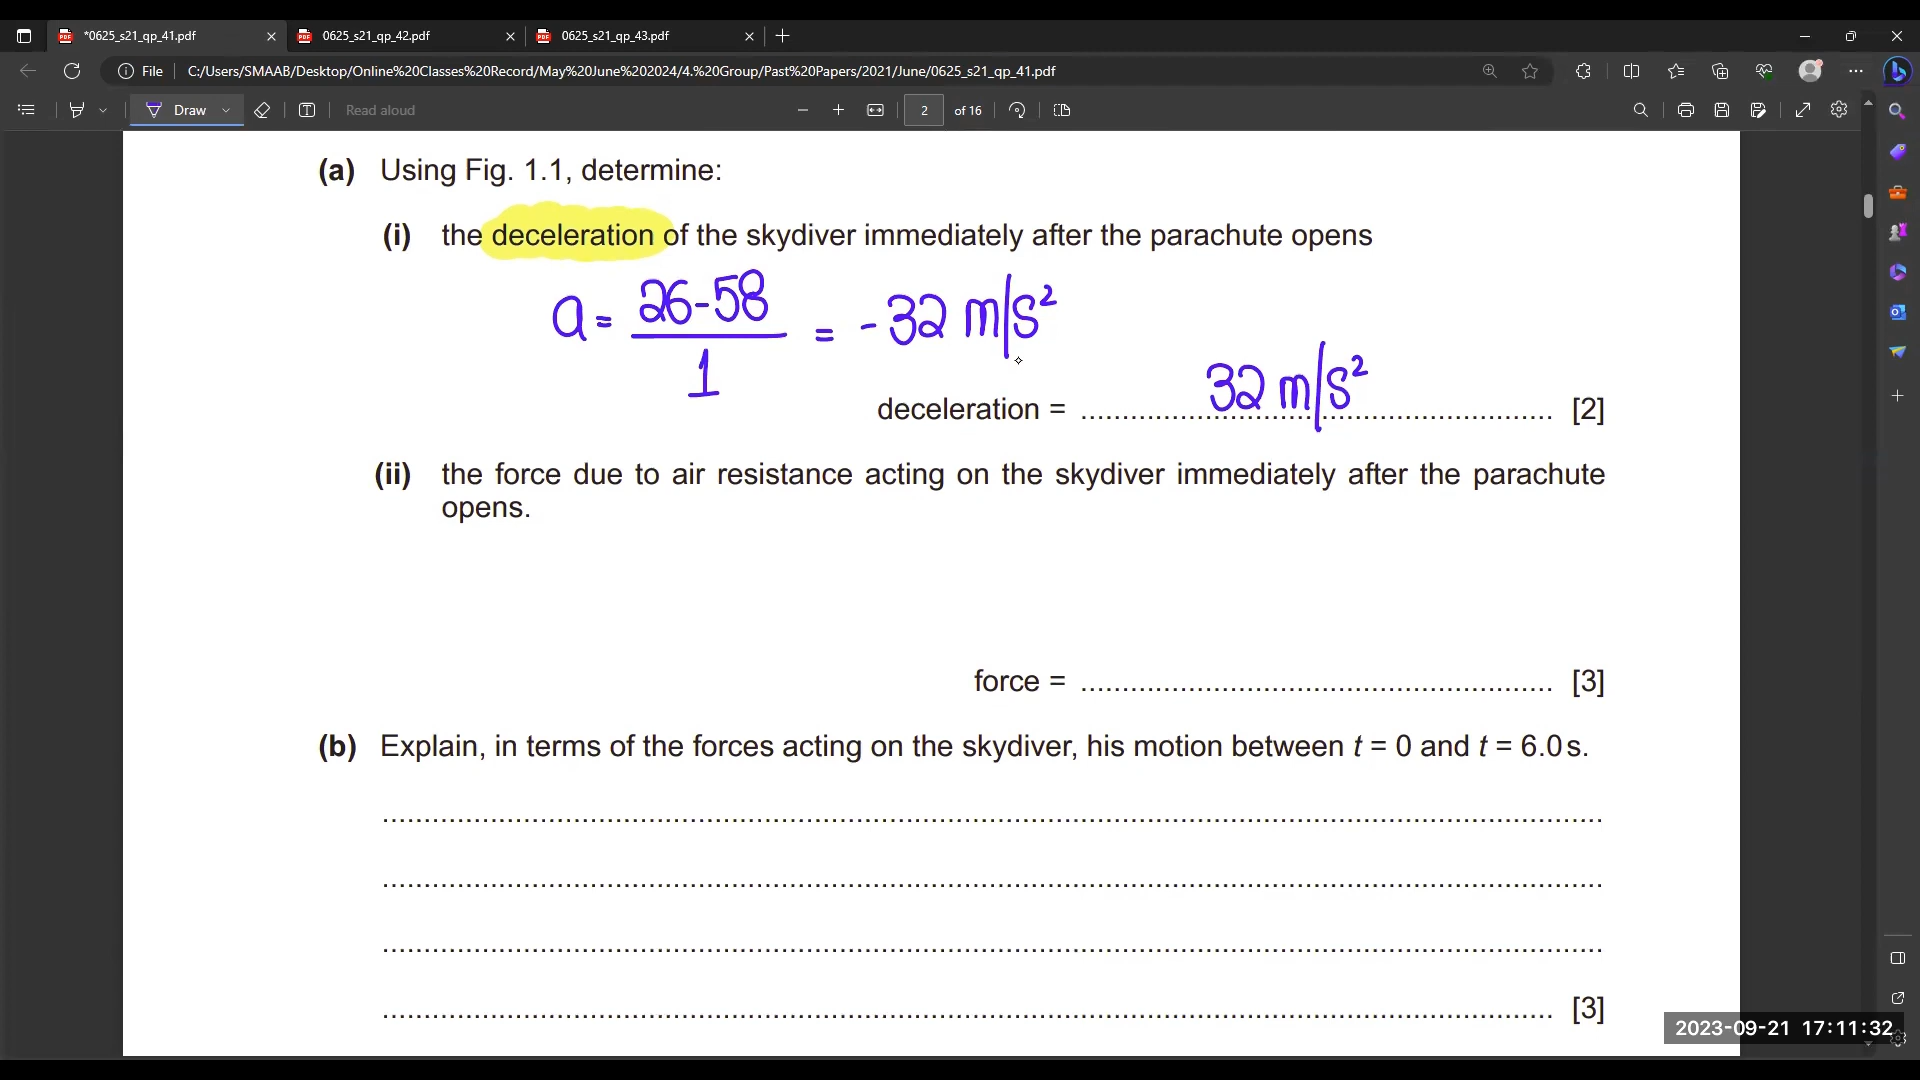 *0625_s21_qp_41.pdf
0625_s21_qp_42.pdf
0625_s21_qp_43.pdf
File
C:/Users/SMAAB/Desktop/Online%20Classes%20Record/May%20June%202024/4.%20Group/Past%20Papers/2021/June/0625_s21_qp_41.pdf
Draw
Read aloud
2 of 16
(a) Using Fig. 1.1, determine:
(i) the deceleration of the skydiver immediately after the parachute opens
a = 26-58 / 1 = -32 m/s²
32 m/s²
deceleration = ........................................................ [2]
(ii) the force due to air resistance acting on the skydiver immediately after the parachute
opens.
force = ........................................................ [3]
(b) Explain, in terms of the forces acting on the skydiver, his motion between t = 0 and t = 6.0 s.
[3]
2023-09-21 17:11:32